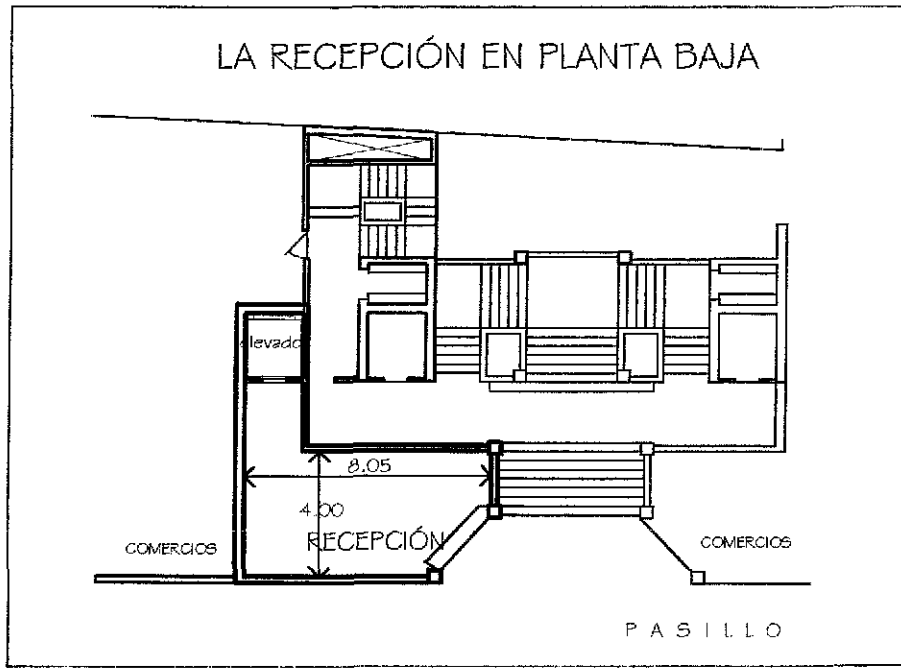 LA RECEPCIÓN EN PLANTA BAJA
elevado
8.05
4.00
RECEPCIÓN
COMERCIOS
COMERCIOS
PASILLO